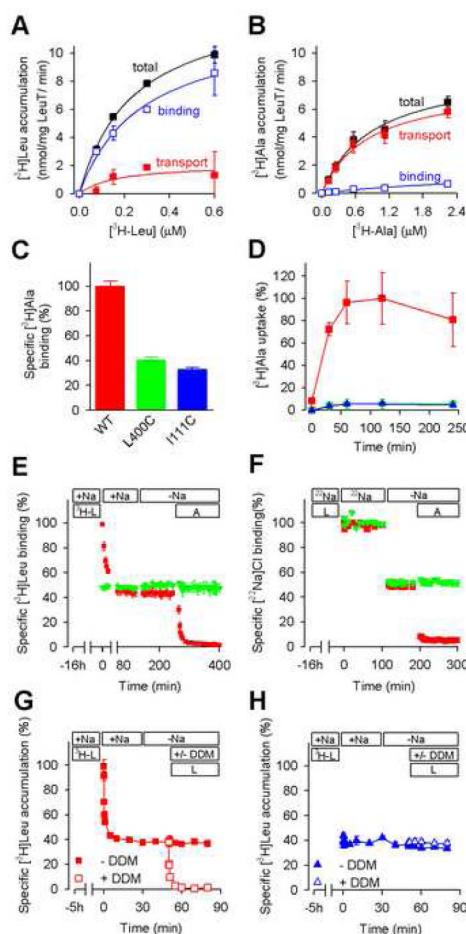 A
[³H]Leu accumulation
(nmol/mg LeuT/ min)
10
8
6
4
2
0
total
binding
transport
0.0 0.2 0.4 0.6
[³H-Leu] (μM)
B
[³H]Ala accumulation
(nmol/mg LeuT/ min)
10
8
6
4
2
0
total
transport
binding
0.0 0.6 1.2 1.8 2.4
[³H-Ala] (μM)
C
Specific [³H]Ala
binding (%)
100
80
60
40
20
0
WT L400C I111C
D
[³H]Ala uptake (%)
120
100
80
60
40
20
0
0 50 100 150 200 250
Time (min)
E
+Na +Na -Na
³H-L A
Specific [³H]Leu binding(%)
100
80
60
40
20
0
-16h 0 80 200 400
Time (min)
F
²²Na ²²Na -Na
L A
Specific [²²Na]Cl binding(%)
100
80
60
40
20
0
-16h 0 100 200 300
Time (min)
G
+Na +Na -Na
³H-L +/- DDM
L
Specific [³H]Leu accumulation (%)
100
80
60
40
20
0
- DDM
+ DDM
-5h 0 30 60 90
Time (min)
H
+Na +Na -Na
³H-L +/- DDM
L
Specific [³H]Leu accumulation (%)
100
80
60
40
20
0
- DDM
+ DDM
-5h 0 30 60 90
Time (min)